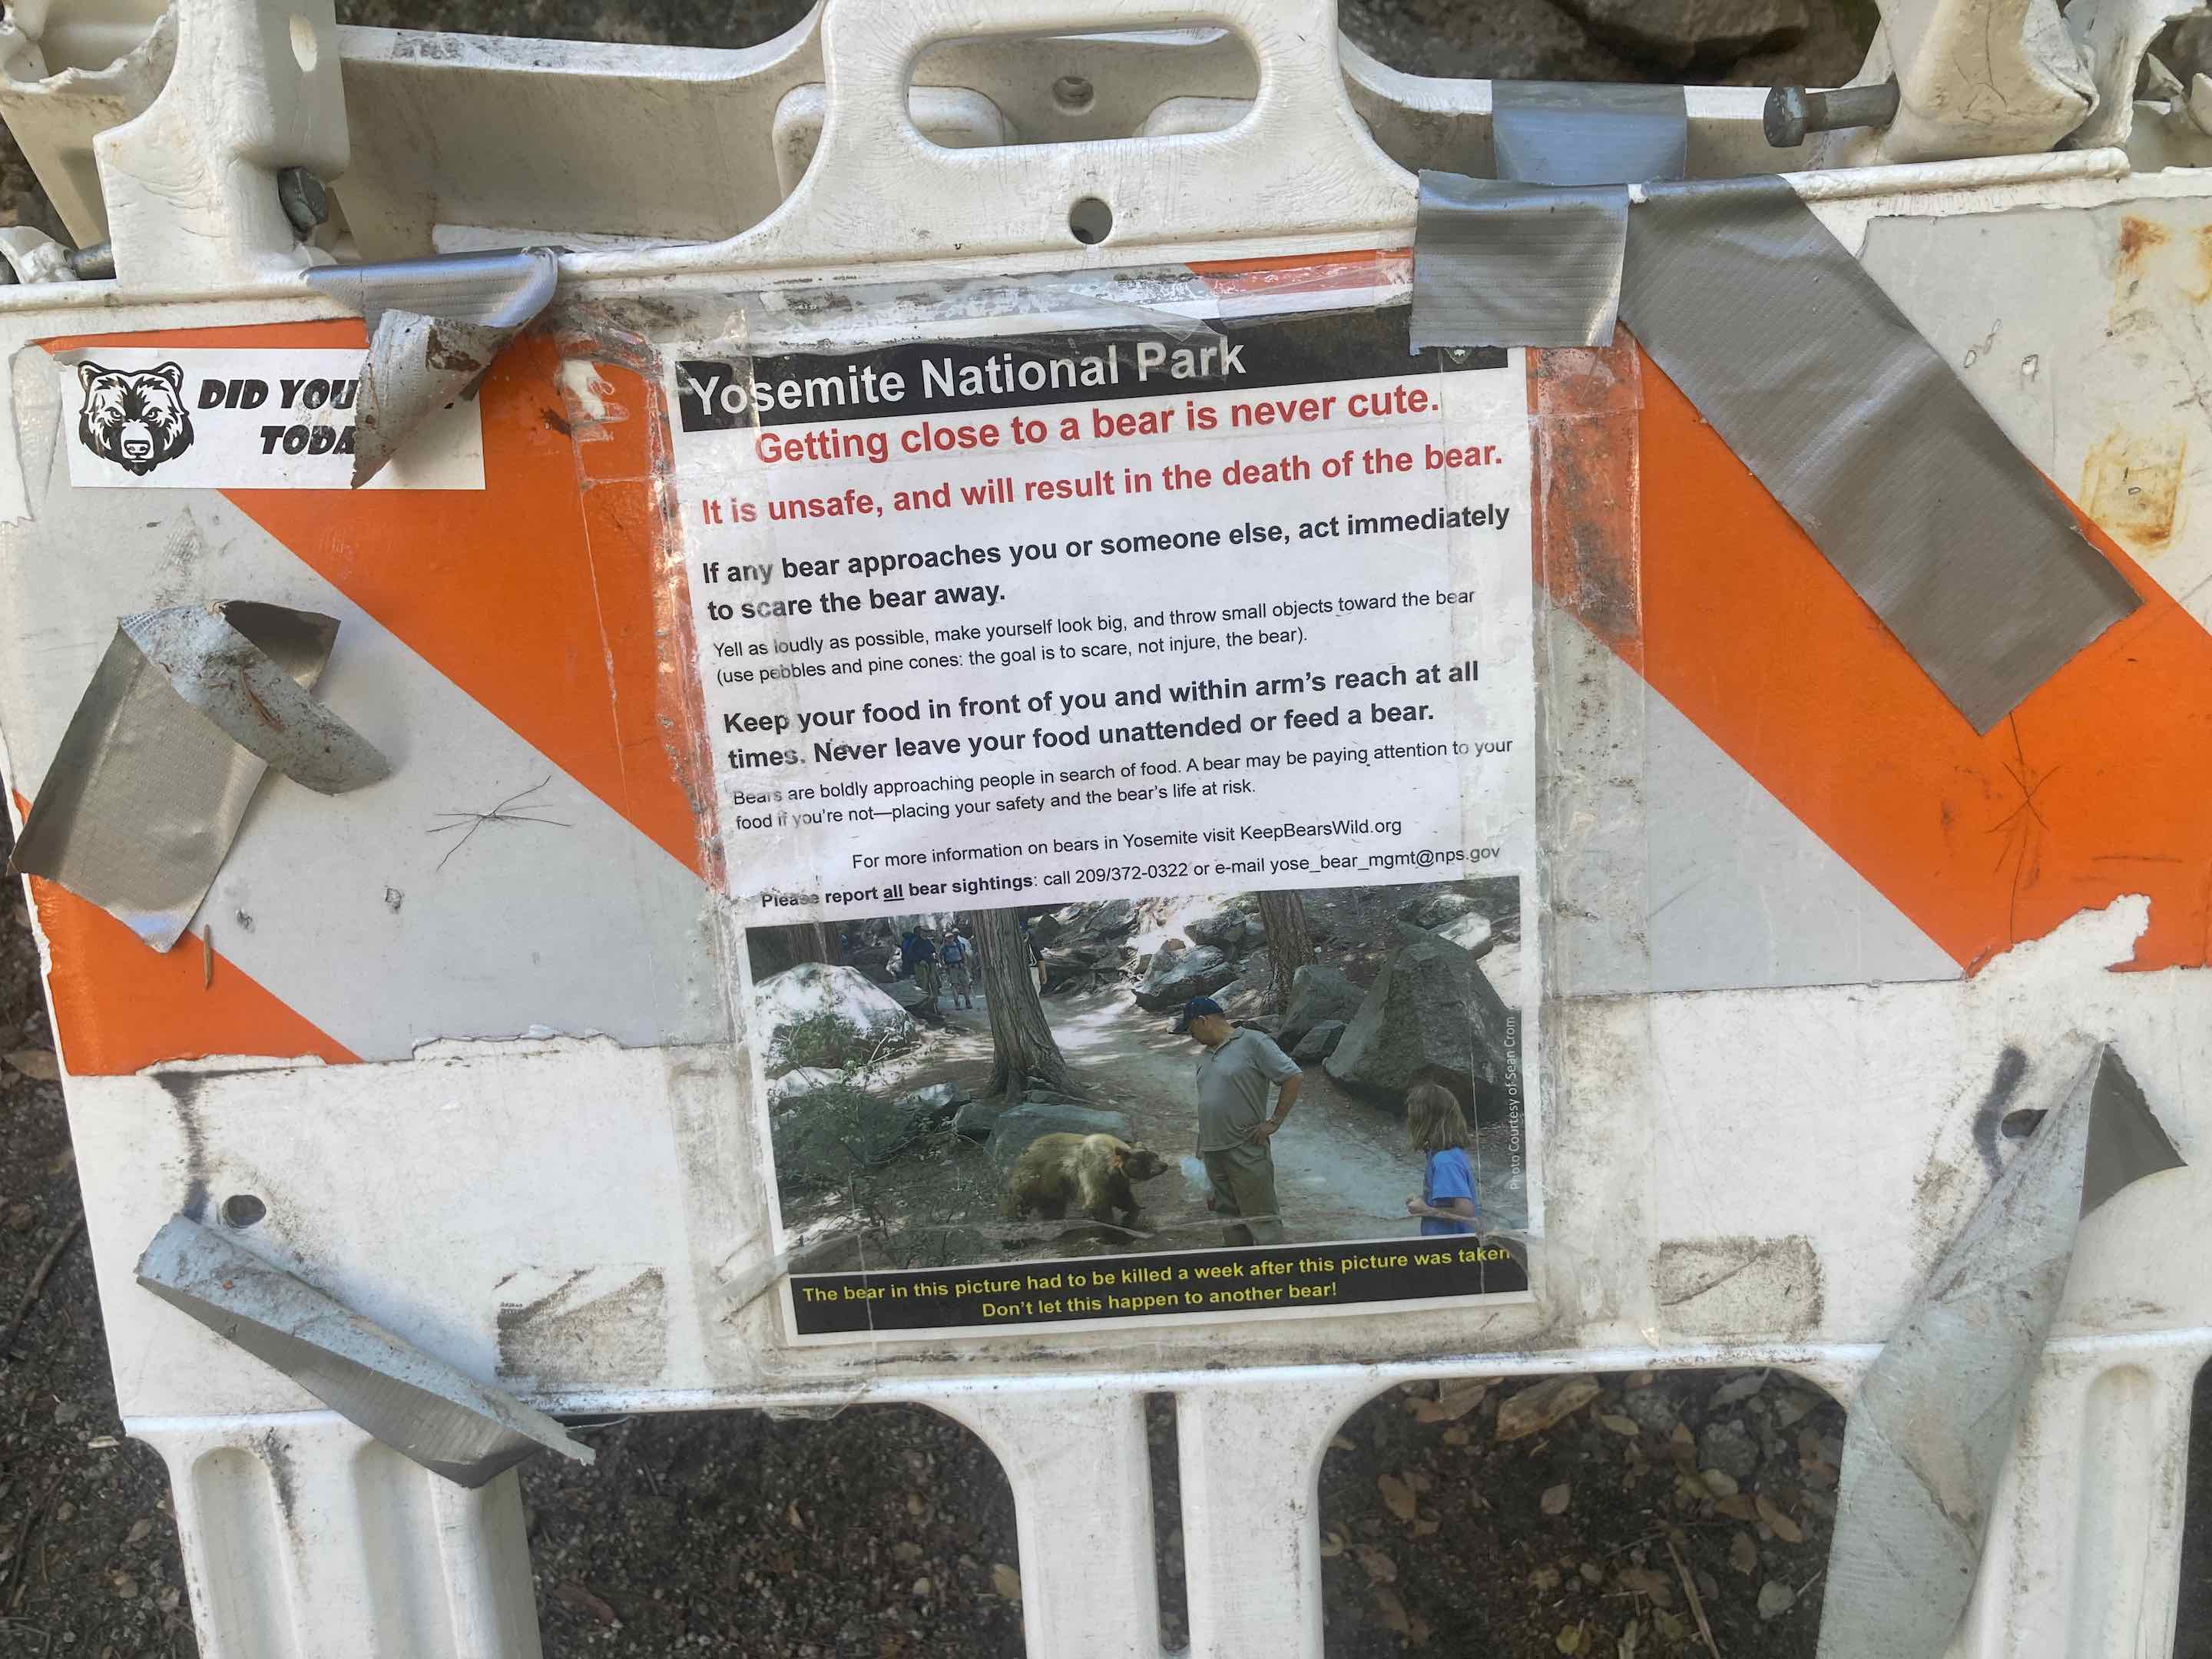 DID YOU
TODA
Yosemite National Park
Getting close to a bear is never cute.
It is unsafe, and will result in the death of the bear.
If any bear approaches you or someone else, act immediately
to scare the bear away.
Yell as loudly as possible, make yourself look big, and throw small objects toward the bear
(use pebbles and pine cones: the goal is to scare, not injure, the bear).
Keep your food in front of you and within arm's reach at all
times. Never leave your food unattended or feed a bear.
Bears are boldly approaching people in search of food. A bear may be paying attention to your
food if you're not—placing your safety and the bear's life at risk.
For more information on bears in Yosemite visit KeepBearsWild.org
Please report all bear sightings: call 209/372-0322 or e-mail yose_bear_mgmt@nps.gov
Photo Courtesy of Sean Crom
The bear in this picture had to be killed a week after this picture was taken
Don't let this happen to another bear!